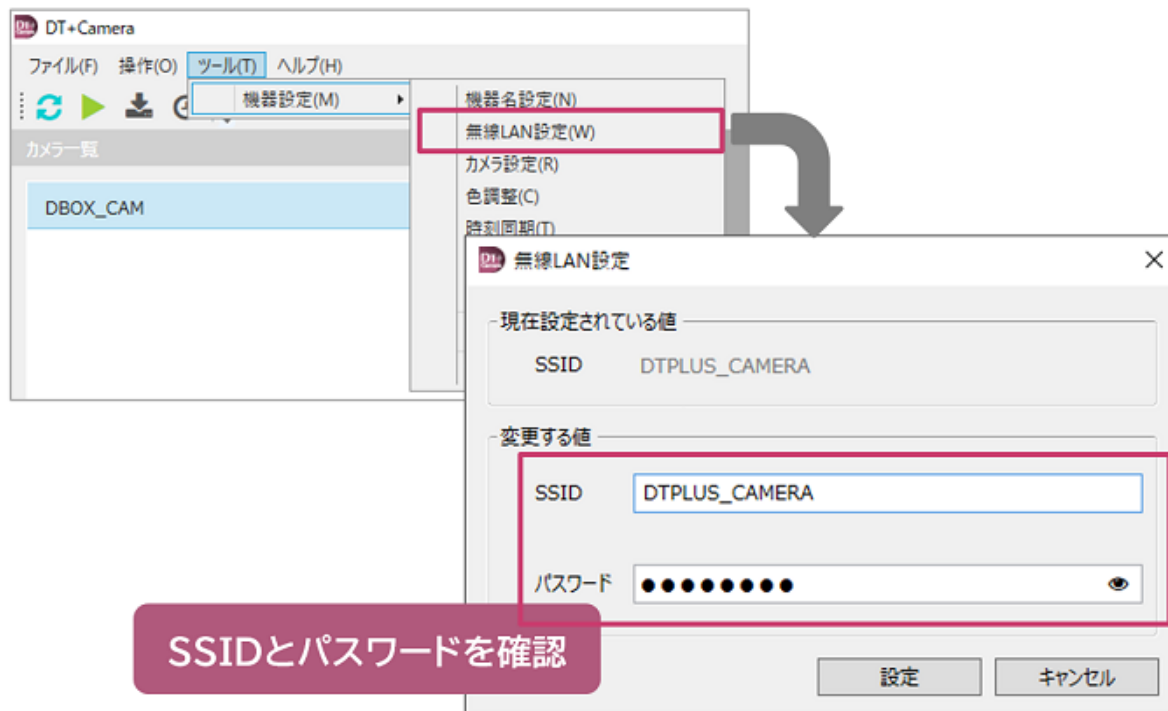 DT+Camera
ファイル(F) 操作(O) ツール(T) ヘルプ(H)
機器設定(M)
機器名設定(N)
無線LAN設定(W)
カメラ設定(R)
色調整(C)
時刻同期(T)
カメラ一覧
DBOX_CAM
無線LAN設定
現在設定されている値
SSID DTPLUS_CAMERA
変更する値
SSID DTPLUS_CAMERA
パスワード ●●●●●●●●
SSIDとパスワードを確認
設定 キャンセル